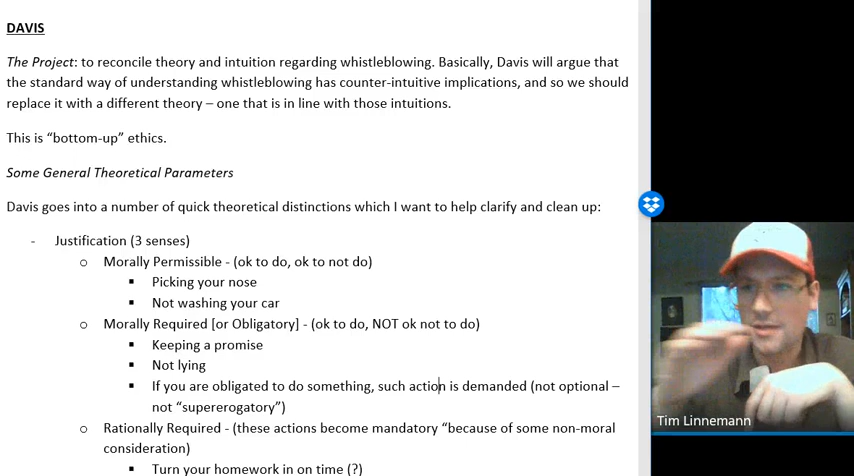 DAVIS
The Project: to reconcile theory and intuition regarding whistleblowing. Basically, Davis will argue that
the standard way of understanding whistleblowing has counter-intuitive implications, and so we should
replace it with a different theory – one that is in line with those intuitions.
This is “bottom-up” ethics.
Some General Theoretical Parameters
Davis goes into a number of quick theoretical distinctions which I want to help clarify and clean up:
- Justification (3 senses)
o Morally Permissible - (ok to do, ok to not do)
▪ Picking your nose
▪ Not washing your car
o Morally Required [or Obligatory] - (ok to do, NOT ok not to do)
▪ Keeping a promise
▪ Not lying
▪ If you are obligated to do something, such action is demanded (not optional –
not “supererogatory”)
o Rationally Required - (these actions become mandatory “because of some non-moral
consideration)
▪ Turn your homework in on time (?)
Tim Linnemann